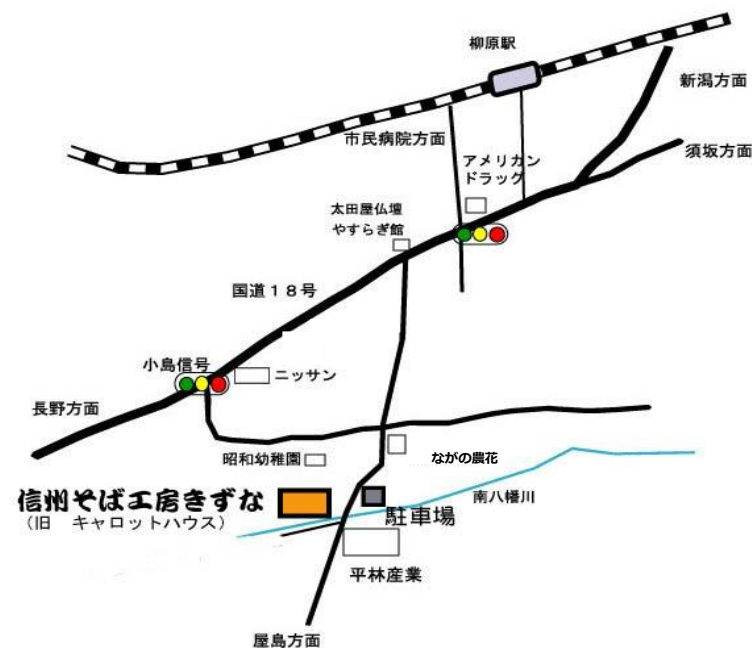 柳原駅
新潟方面
市民病院方面
須坂方面
アメリカン
ドラッグ
太田屋仏壇
やすらぎ館
国道18号
小島信号
ニッサン
長野方面
昭和幼稚園
ながの農花
信州そば工房きずな
(旧 キャロットハウス)
南八幡川
駐車場
平林産業
屋島方面